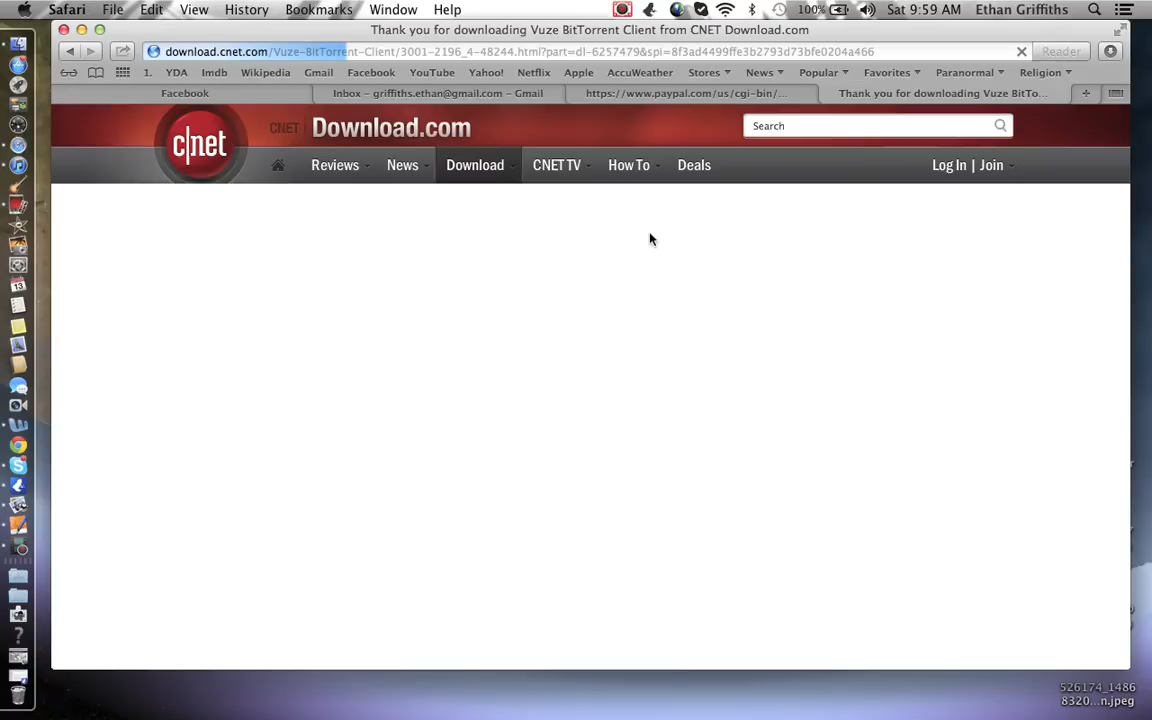 Safari File Edit View History Bookmarks Window Help 100% Sat 9:59 AM Ethan Griffiths
Thank you for downloading Vuze BitTorrent Client from CNET Download.com
download.cnet.com/Vuze-BitTorrent-Client/3001-2196_4-48244.html?part=dl-6257479&spi=8f3ad4499ffe3b2793d73bfe0204a466 Reader
1. YDA Imdb Wikipedia Gmail Facebook YouTube Yahoo! Netflix Apple AccuWeather Stores News Popular Favorites Paranormal Religion
Facebook Inbox – griffiths.ethan@gmail.com – Gmail https://www.paypal.com/us/cgi-bin/... Thank you for downloading Vuze BitTo...
c|net CNET Download.com Search
Reviews News Download CNET TV How To Deals Log In | Join
13
526174_1486
8320...n.jpeg